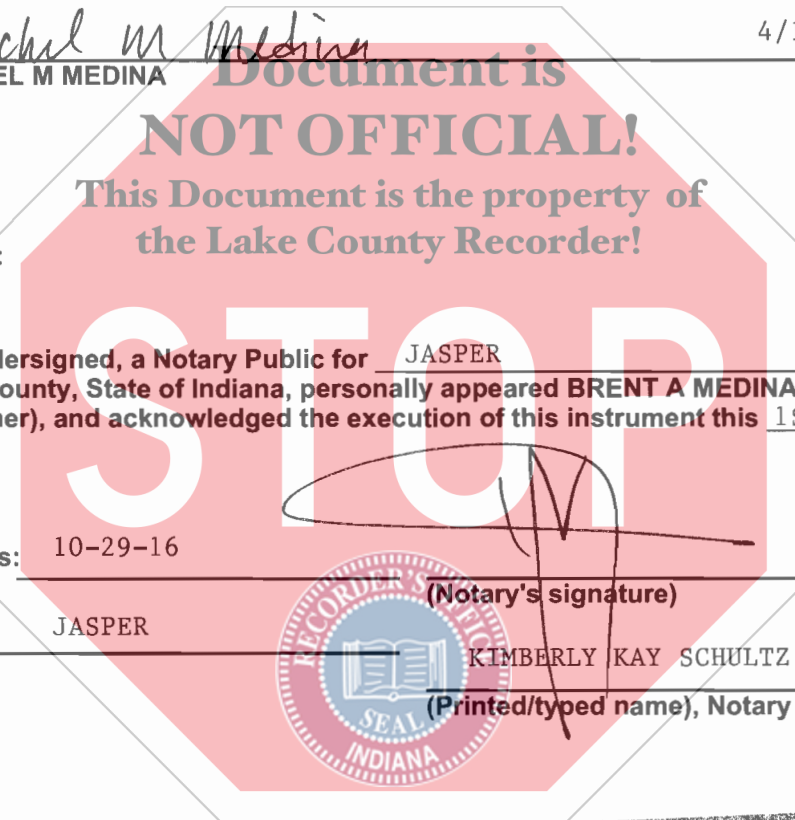 chel M Medina
4/1
EL M MEDINA
Document is
NOT OFFICIAL!
This Document is the property of
the Lake County Recorder!
:
STOP
dersigned, a Notary Public for JASPER
ounty, State of Indiana, personally appeared BRENT A MEDINA
ner), and acknowledged the execution of this instrument this 1s
s: 10-29-16
(Notary's signature)
JASPER
KIMBERLY KAY SCHULTZ
(Printed/typed name), Notary
RECORDER'S OFFICE
SEAL
INDIANA